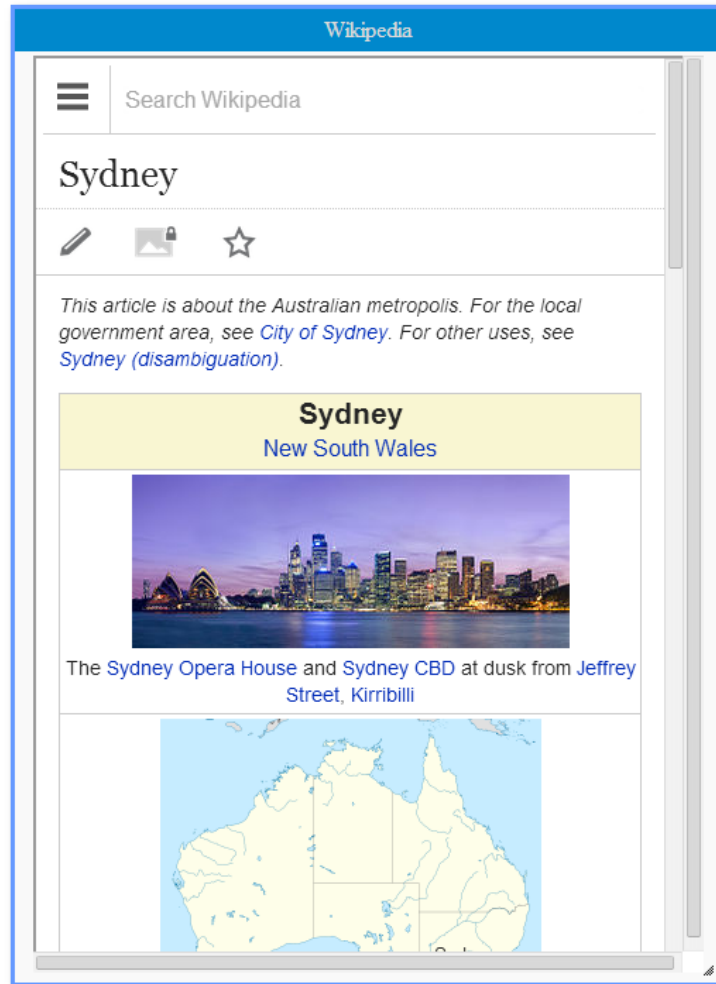 Wikipedia
Search Wikipedia
Sydney
This article is about the Australian metropolis. For the local
government area, see City of Sydney. For other uses, see
Sydney (disambiguation).
Sydney
New South Wales
The Sydney Opera House and Sydney CBD at dusk from Jeffrey
Street, Kirribilli